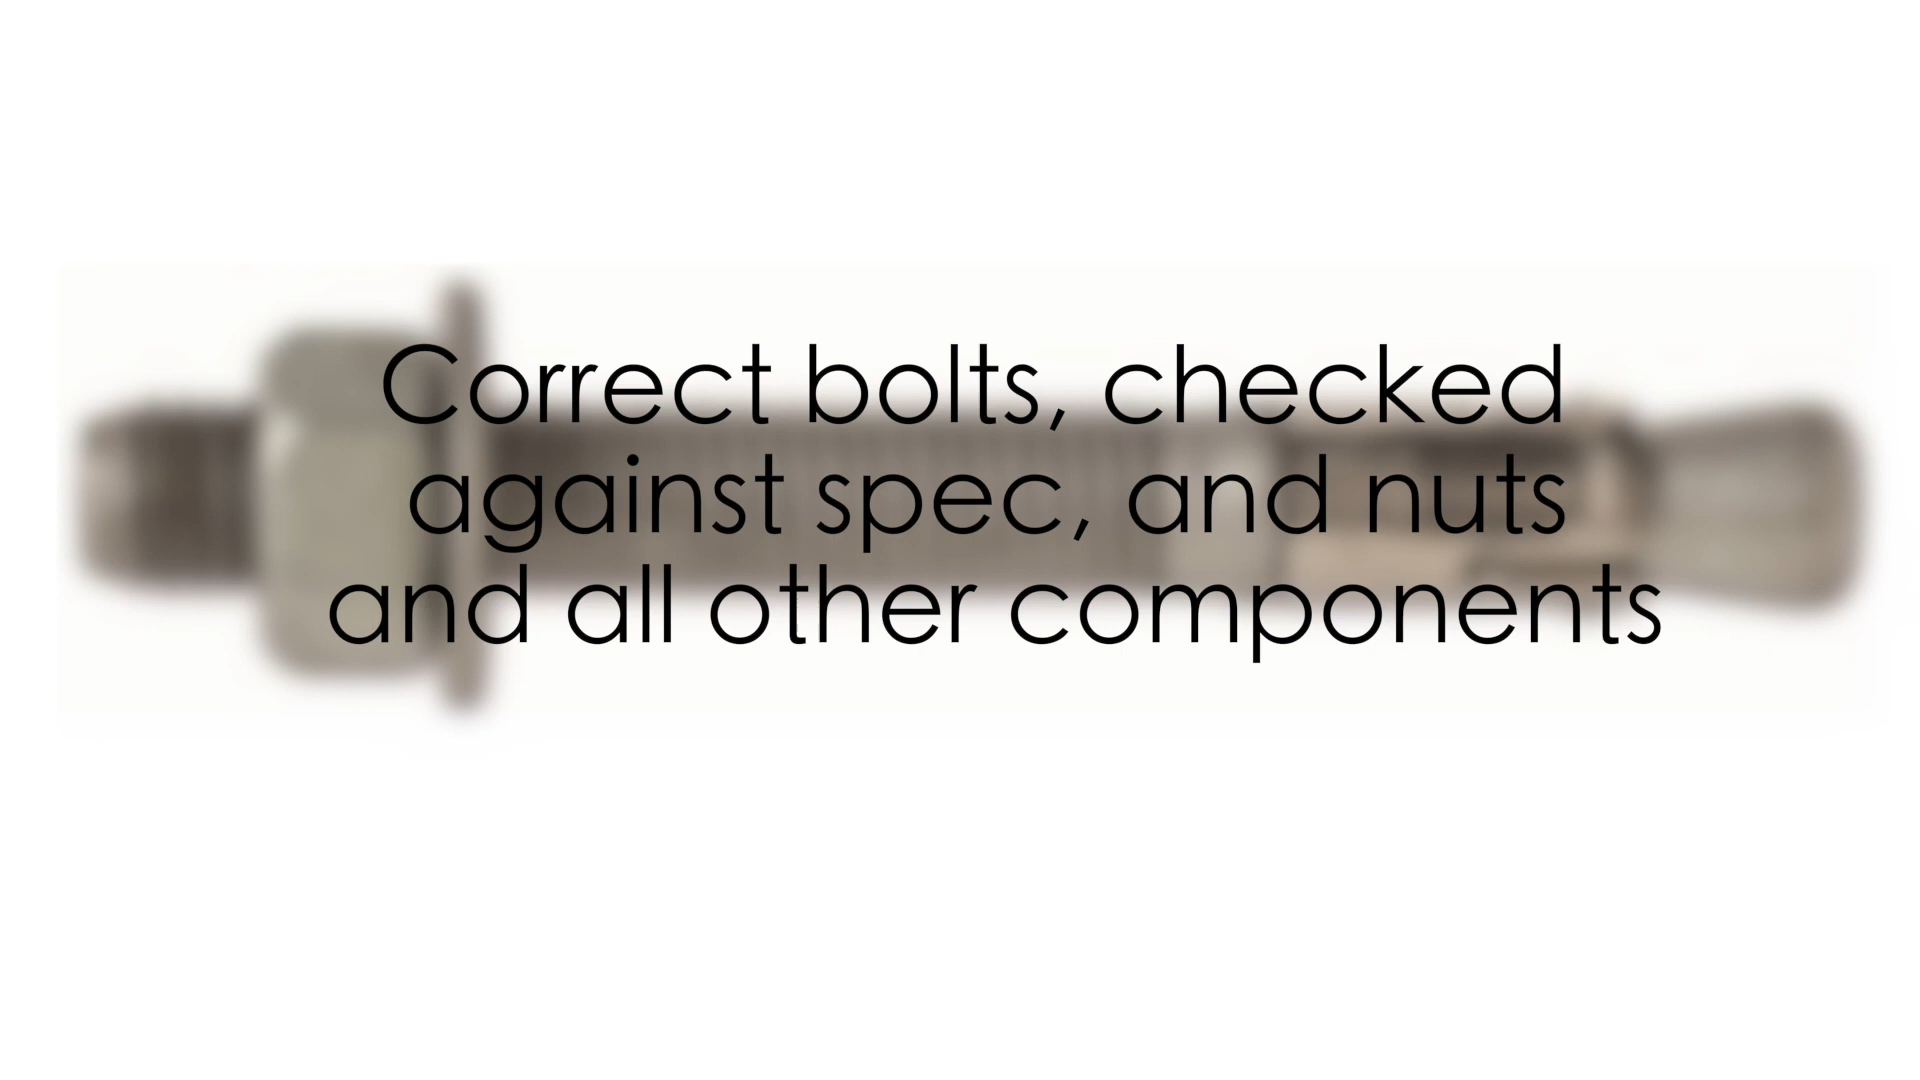 Correct bolts, checked
against spec, and nuts
and all other components